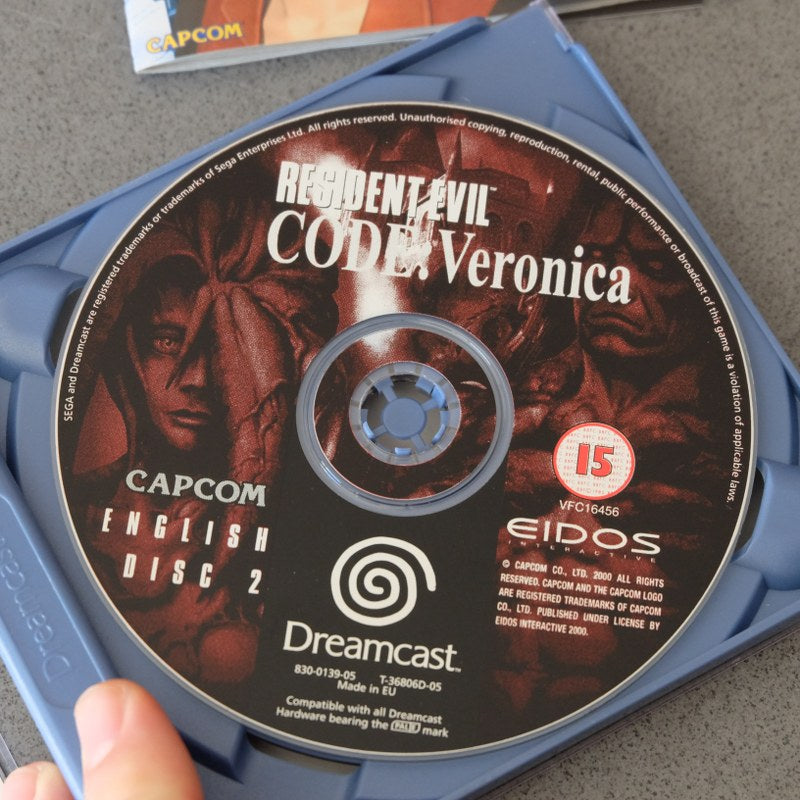 CAPCOM
SEGA and Dreamcast are registered trademarks or trademarks of Sega Enterprises Ltd. All rights reserved. Unauthorised copying, reproduction, rental, public performance or broadcast of this game is a violation of applicable laws.
RESIDENT EVIL™
CODE: Veronica
15
VFC16456
CAPCOM
ENGLISH
DISC 2
EIDOS
INTERACTIVE
© CAPCOM CO., LTD. 2000 ALL RIGHTS
RESERVED. CAPCOM AND THE CAPCOM LOGO
ARE REGISTERED TRADEMARKS OF CAPCOM
CO., LTD. PUBLISHED UNDER LICENSE BY
EIDOS INTERACTIVE 2000.
Dreamcast™
830-0139-05 T-36806D-05
Made in EU
Compatible with all Dreamcast
Hardware bearing the PAL/E mark
Dreamcast